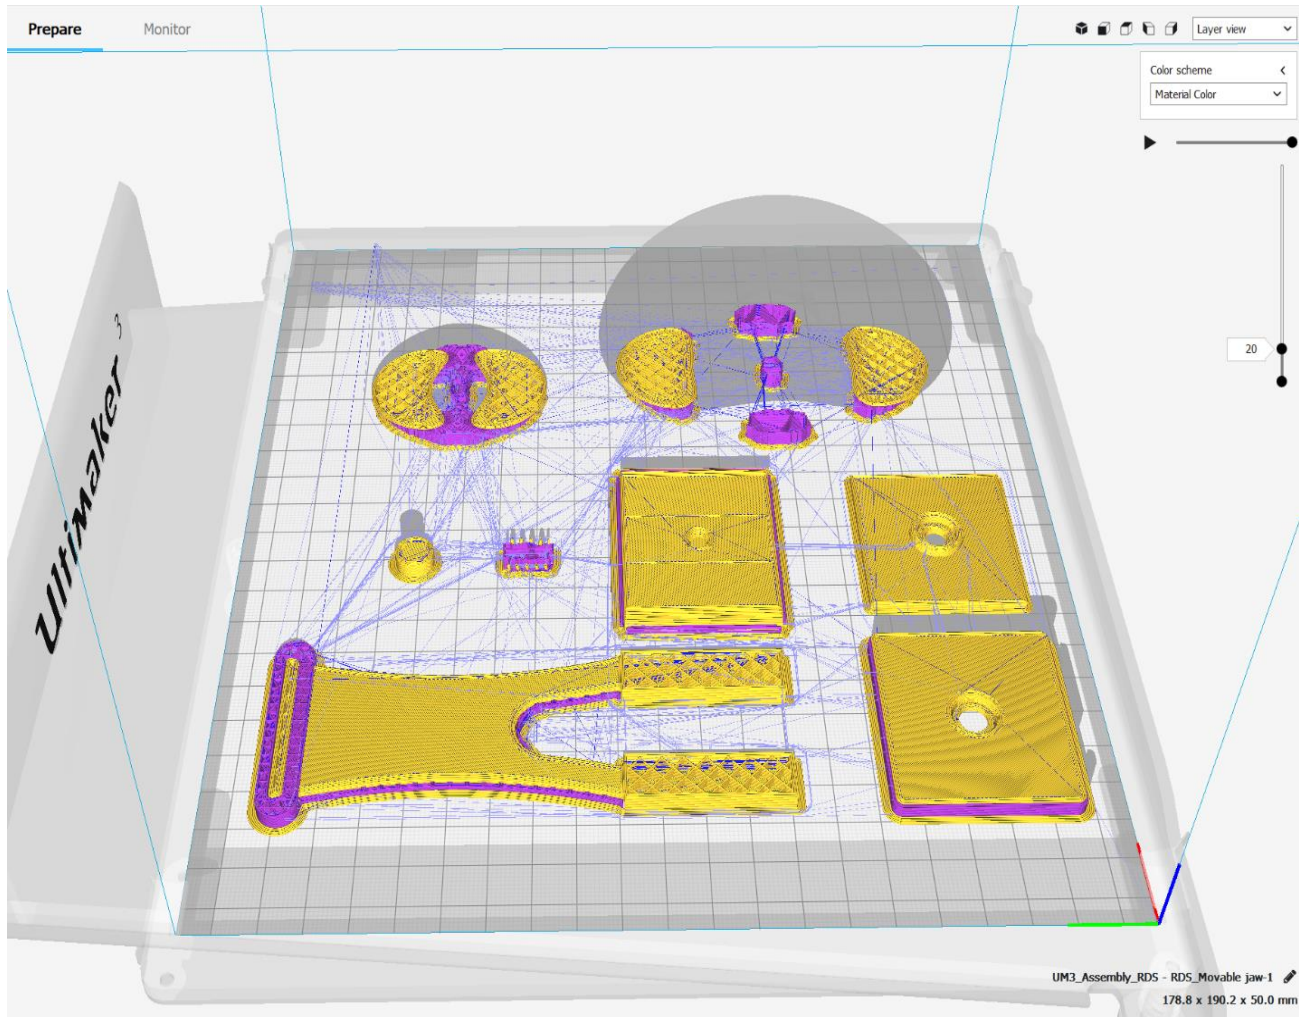 Prepare
Monitor
Layer view
Color scheme
Material Color
20
Ultimaker 3
UM3_Assembly_RDS - RDS_Movable jaw-1
178.8 x 190.2 x 50.0 mm